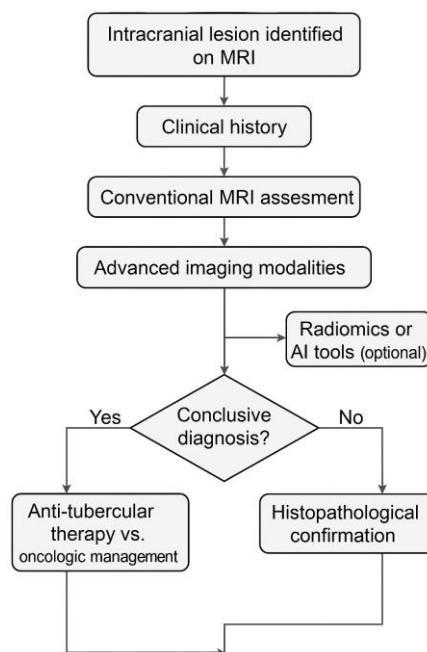 Intracranial lesion identified
on MRI
Clinical history
Conventional MRI assesment
Advanced imaging modalities
Radiomics or
AI tools (optional)
Conclusive
diagnosis?
Yes
No
Anti-tubercular
therapy vs.
oncologic management
Histopathological
confirmation